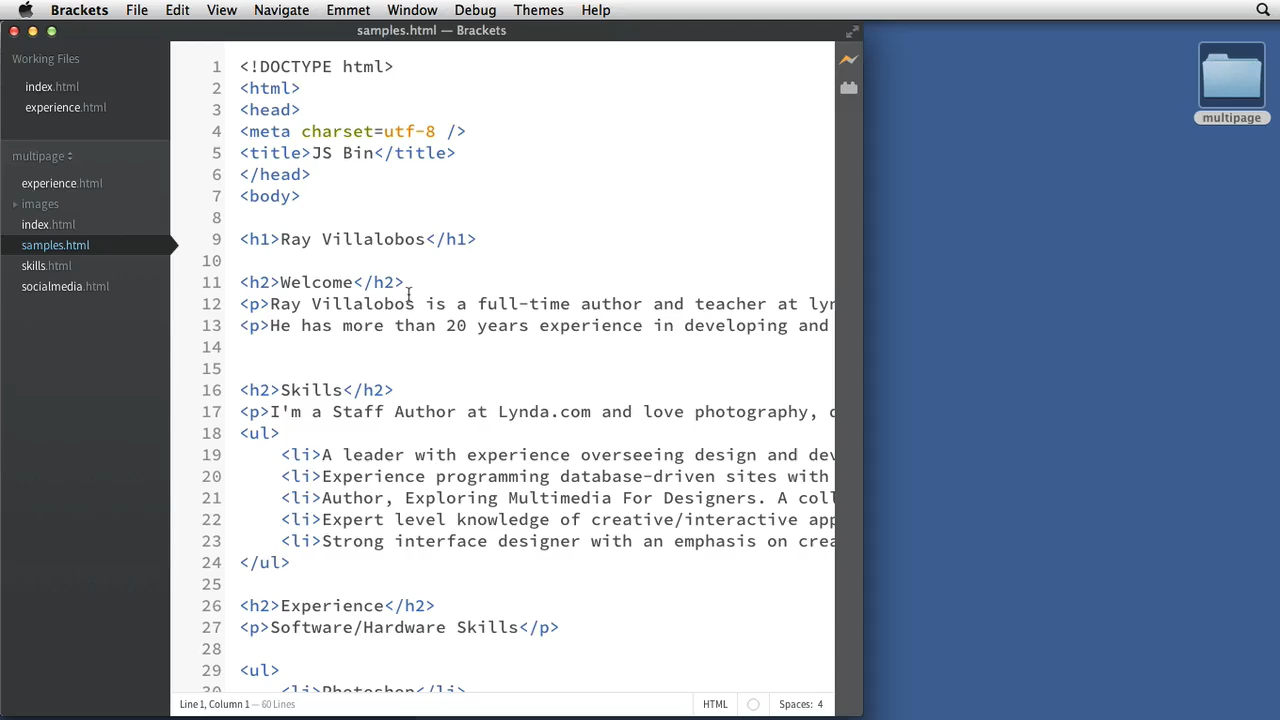 Brackets File Edit View Navigate Emmet Window Debug Themes Help
samples.html — Brackets
Working Files
index.html
experience.html
multipage
experience.html
images
index.html
samples.html
skills.html
socialmedia.html
1 <!DOCTYPE html>
2 <html>
3 <head>
4 <meta charset=utf-8 />
5 <title>JS Bin</title>
6 </head>
7 <body>
8
9 <h1>Ray Villalobos</h1>
10
11 <h2>Welcome</h2>
12 <p>Ray Villalobos is a full-time author and teacher at
13 <p>He has more than 20 years experience in developing and
14
15
16 <h2>Skills</h2>
17 <p>I'm a Staff Author at Lynda.com and love photography,
18 <ul>
19 <li>A leader with experience overseeing design and
20 <li>Experience programming database-driven sites with
21 <li>Author, Exploring Multimedia For Designers. A
22 <li>Expert level knowledge of creative/interactive
23 <li>Strong interface designer with an emphasis on
24 </ul>
25
26 <h2>Experience</h2>
27 <p>Software/Hardware Skills</p>
28
29 <ul>
30 <li>Photoshop</li>
Line 1, Column 1 — 60 Lines
HTML
Spaces: 4
multipage